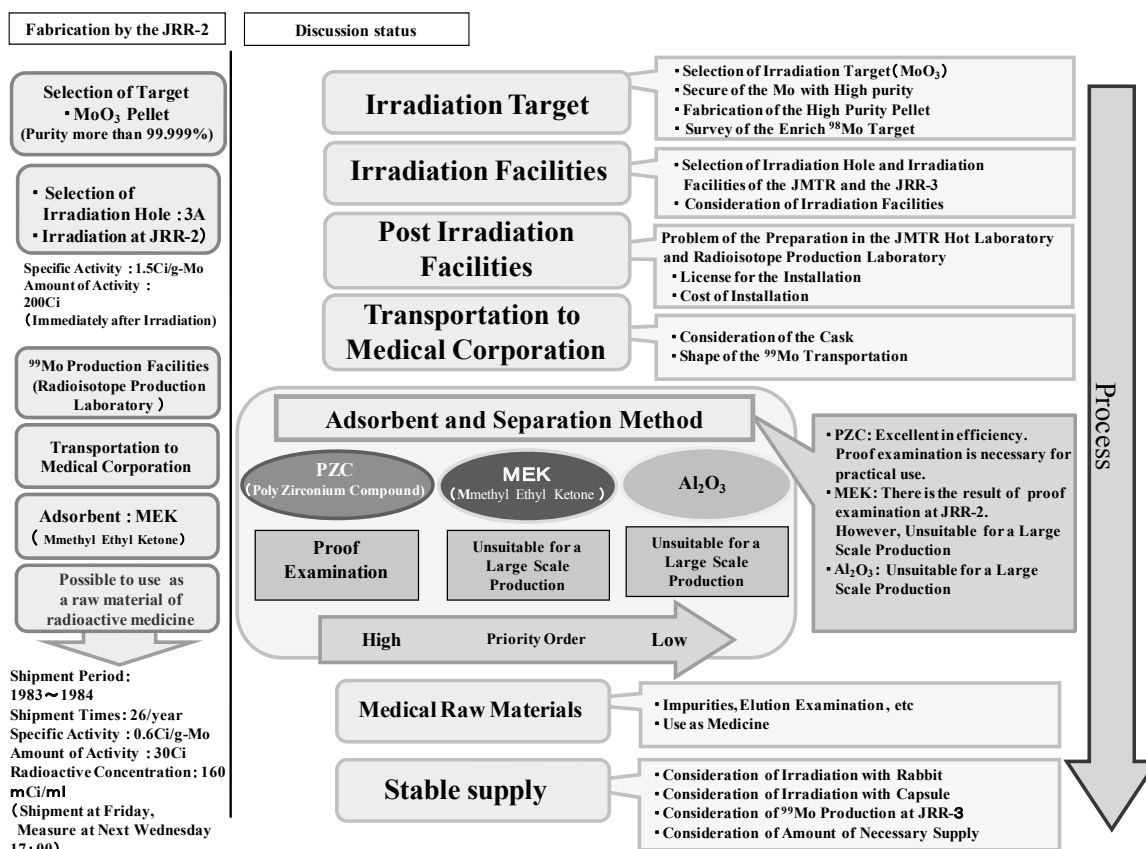 Fabrication by the JRR-2
Selection of Target
・MoO₃ Pellet
(Purity more than 99.999%)
・Selection of
Irradiation Hole : 3A
・Irradiation at JRR-2)
Specific Activity : 1.5Ci/g-Mo
Amount of Activity :
200Ci
(Immediately after Irradiation)
⁹⁹Mo Production Facilities
(Radioisotope Production
Laboratory )
Transportation to
Medical Corporation
Adsorbent : MEK
( Mmethyl Ethyl Ketone)
Possible to use as
a raw material of
radioactive medicine
Shipment Period :
1983～1984
Shipment Times : 26/year
Specific Activity : 0.6Ci/g-Mo
Amount of Activity : 30Ci
Radioactive Concentration : 160
mCi/ml
(Shipment at Friday,
Measure at Next Wednesday
17:00)
Discussion status
Irradiation Target
・Selection of Irradiation Target(MoO₃)
・Secure of the Mo with High purity
・Fabrication of the High Purity Pellet
・Survey of the Enrich ⁹⁸Mo Target
Irradiation Facilities
・Selection of Irradiation Hole and Irradiation
Facilities of the JMTR and the JRR-3
・Consideration of Irradiation Facilities
Post Irradiation
Facilities
Problem of the Preparation in the JMTR Hot Laboratory
and Radioisotope Production Laboratory
・License for the Installation
・Cost of Installation
Transportation to
Medical Corporation
・Consideration of the Cask
・Shape of the ⁹⁹Mo Transportation
Adsorbent and Separation Method
PZC
(Poly Zirconium Compound)
MEK
(Mmethyl Ethyl Ketone )
Al₂O₃
Proof
Examination
Unsuitable for a
Large Scale
Production
Unsuitable for a
Large Scale
Production
High
Priority Order
Low
・PZC: Excellent in efficiency.
Proof examination is necessary for
practical use.
・MEK: There is the result of proof
examination at JRR-2.
However, Unsuitable for a Large
Scale Production
・Al₂O₃: Unsuitable for a Large
Scale Production
Medical Raw Materials
・Impurities, Elution Examination , etc
・Use as Medicine
Stable supply
・Consideration of Irradiation with Rabbit
・Consideration of Irradiation with Capsule
・Consideration of ⁹⁹Mo Production at JRR-3
・Consideration of Amount of Necessary Supply
Process